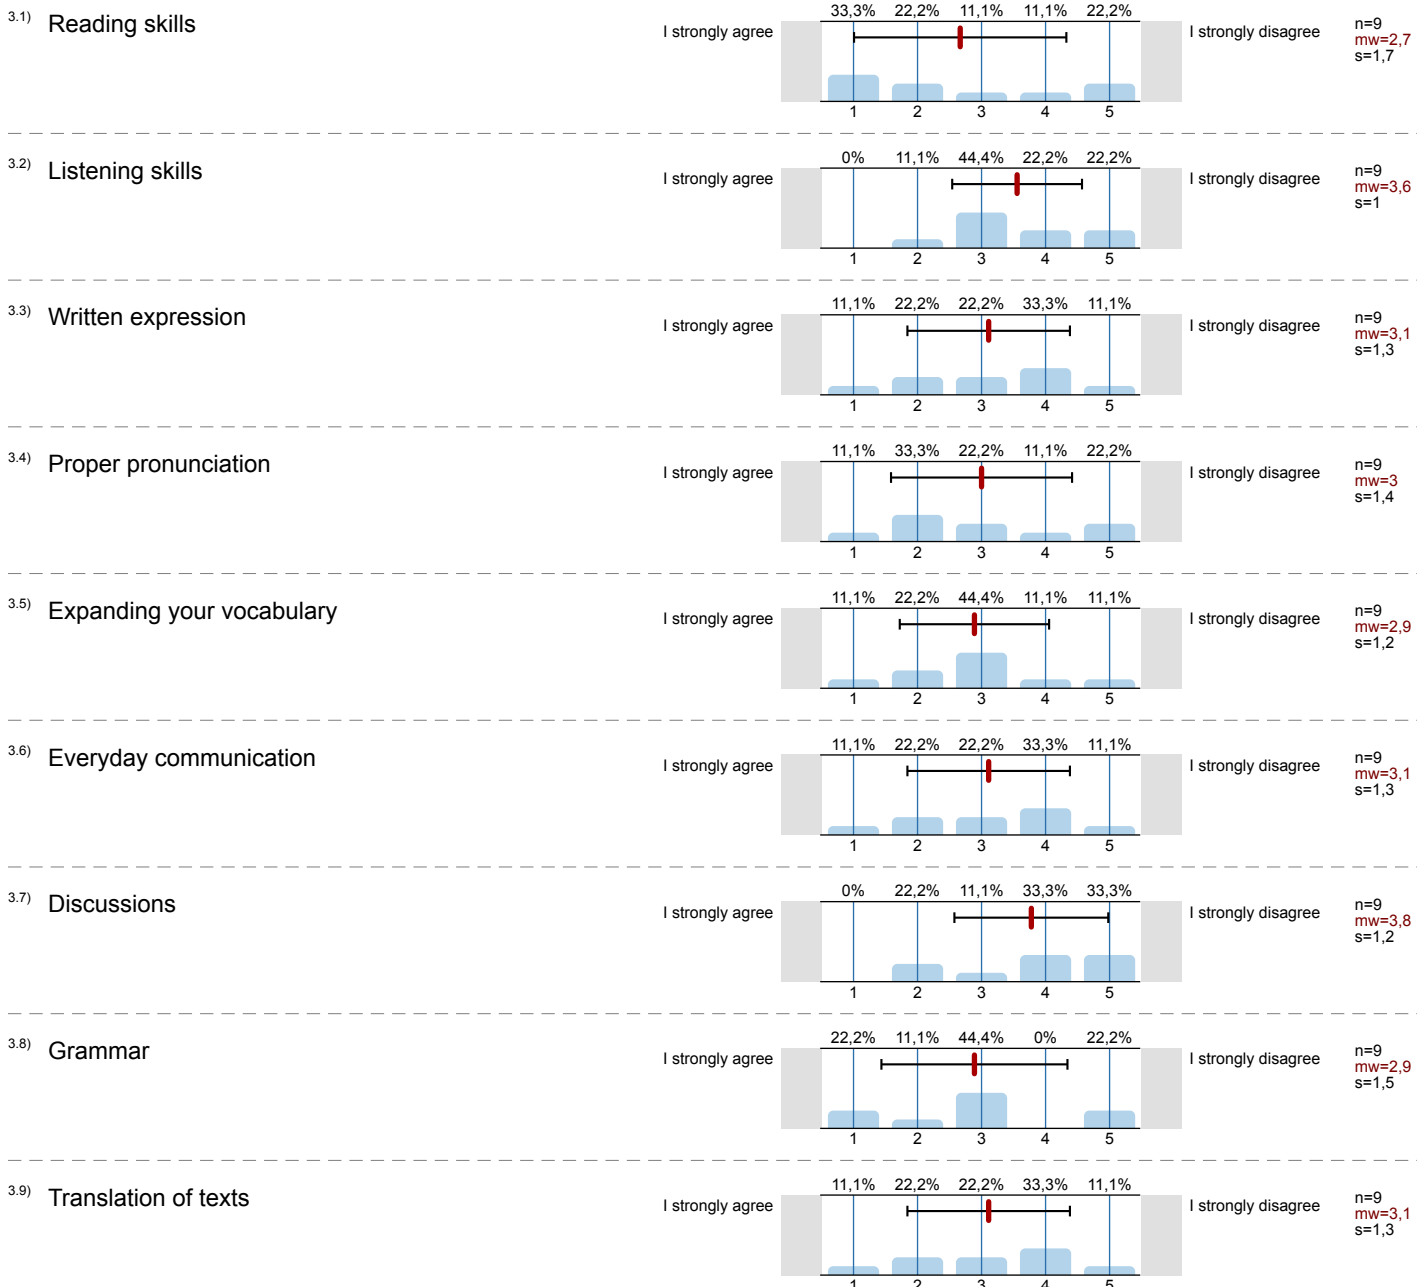 3.1) Reading skills
33,3% 22,2% 11,1% 11,1% 22,2%
I strongly agree I strongly disagree
n=9
mw=2,7
s=1,7
1 2 3 4 5
3.2) Listening skills
0% 11,1% 44,4% 22,2% 22,2%
I strongly agree I strongly disagree
n=9
mw=3,6
s=1
1 2 3 4 5
3.3) Written expression
11,1% 22,2% 22,2% 33,3% 11,1%
I strongly agree I strongly disagree
n=9
mw=3,1
s=1,3
1 2 3 4 5
3.4) Proper pronunciation
11,1% 33,3% 22,2% 11,1% 22,2%
I strongly agree I strongly disagree
n=9
mw=3
s=1,4
1 2 3 4 5
3.5) Expanding your vocabulary
11,1% 22,2% 44,4% 11,1% 11,1%
I strongly agree I strongly disagree
n=9
mw=2,9
s=1,2
1 2 3 4 5
3.6) Everyday communication
11,1% 22,2% 22,2% 33,3% 11,1%
I strongly agree I strongly disagree
n=9
mw=3,1
s=1,3
1 2 3 4 5
3.7) Discussions
0% 22,2% 11,1% 33,3% 33,3%
I strongly agree I strongly disagree
n=9
mw=3,8
s=1,2
1 2 3 4 5
3.8) Grammar
22,2% 11,1% 44,4% 0% 22,2%
I strongly agree I strongly disagree
n=9
mw=2,9
s=1,5
1 2 3 4 5
3.9) Translation of texts
11,1% 22,2% 22,2% 33,3% 11,1%
I strongly agree I strongly disagree
n=9
mw=3,1
s=1,3
1 2 3 4 5